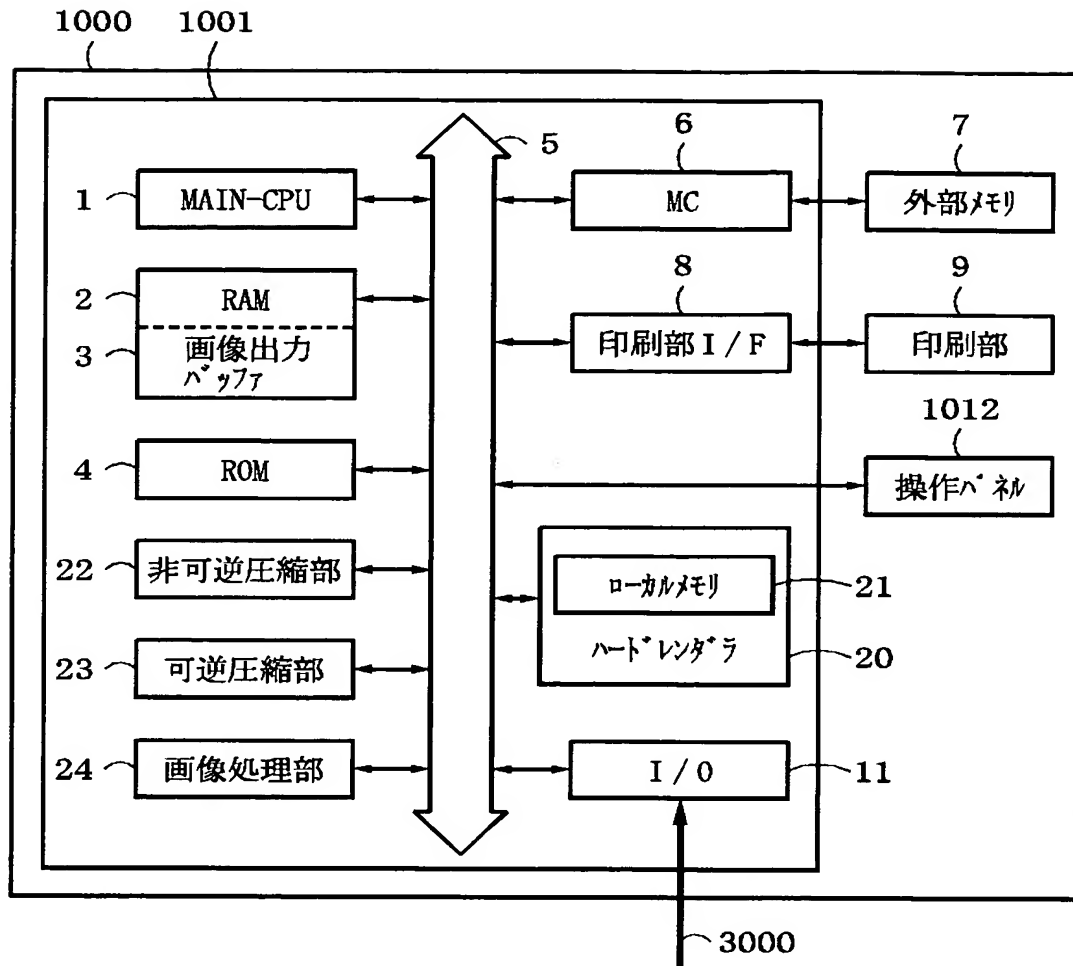 1000
1001
5
6
7
1
MAIN-CPU
MC
外部メモリ
2
RAM
8
9
3
画像出力
バッファ
印刷部I/F
印刷部
1012
4
ROM
操作パネル
22
非可逆圧縮部
ローカルメモリ
21
23
可逆圧縮部
ハードレンダラ
20
24
画像処理部
I/O
11
3000